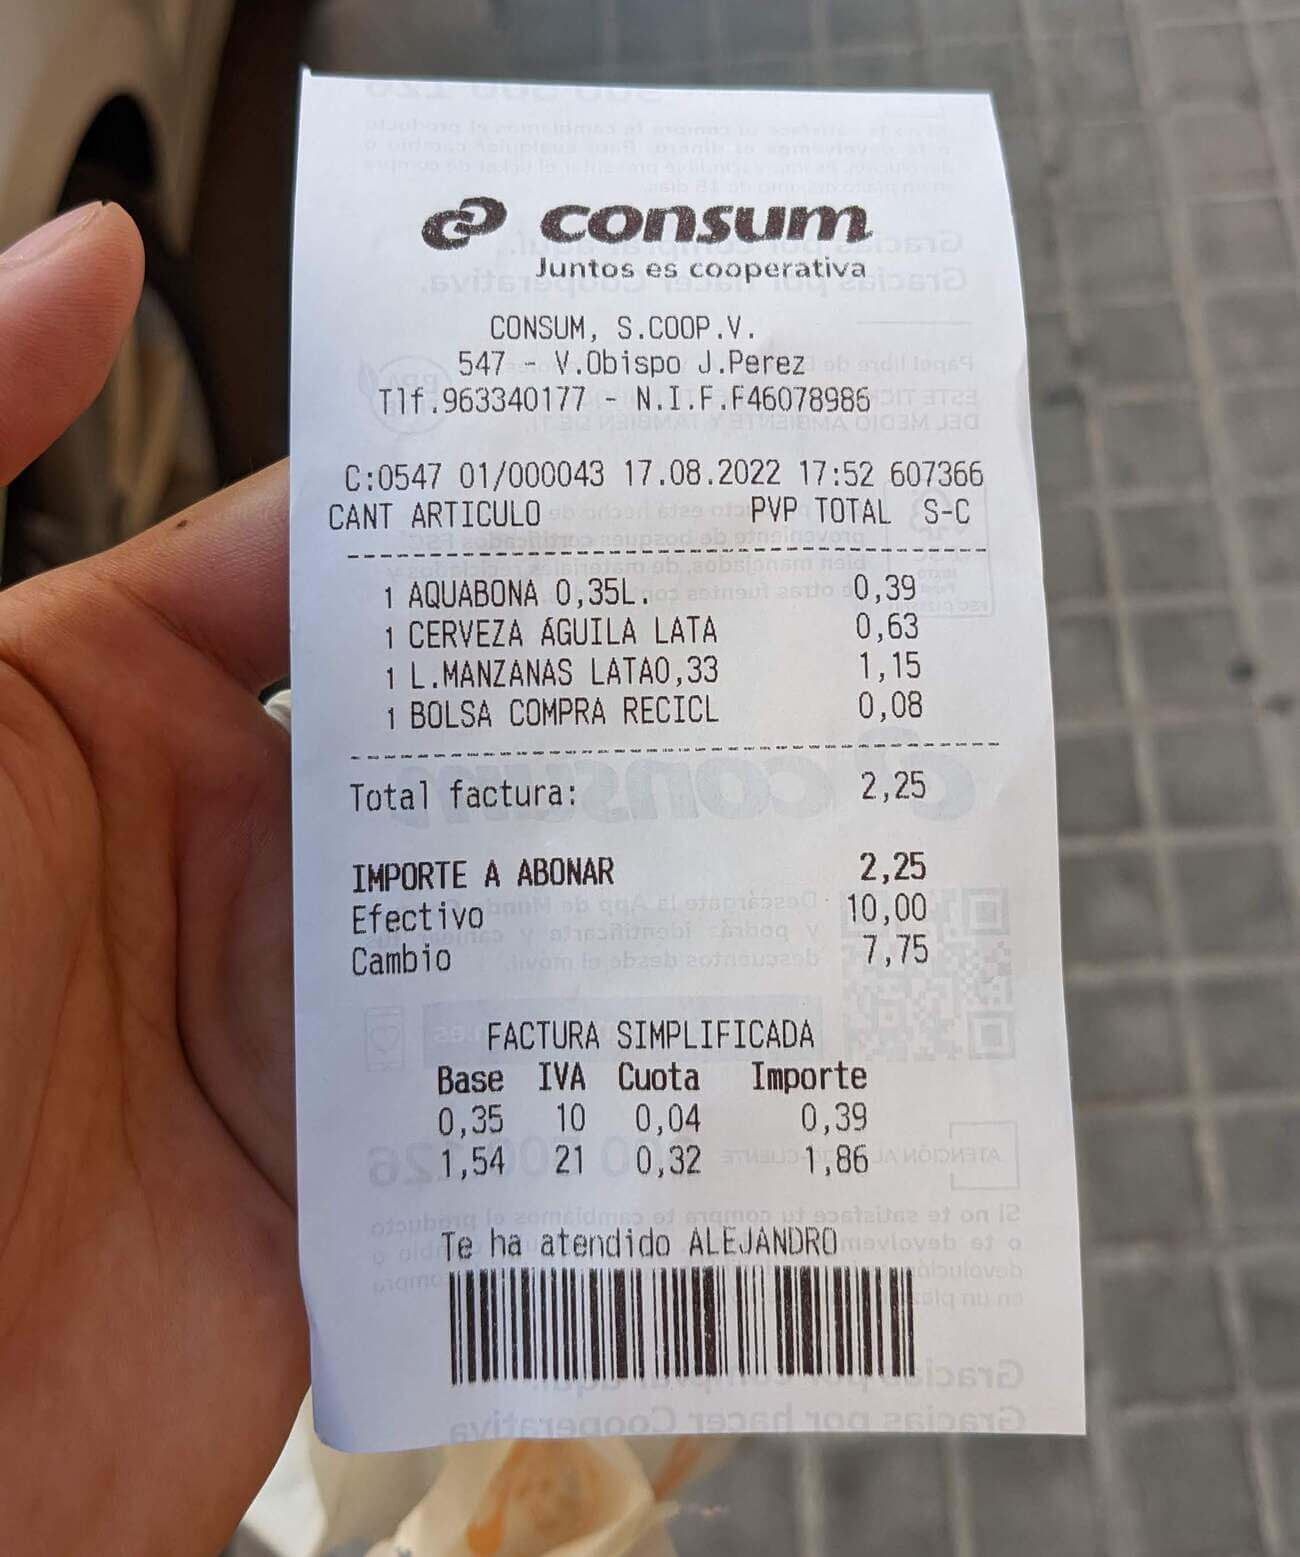 consum
Juntos es cooperativa
CONSUM, S.COOP.V.
547 - V.Obispo J.Perez
Tlf.963340177 - N.I.F.F46078986
C:0547 01/000043 17.08.2022 17:52 607366
CANT ARTICULO PVP TOTAL S-C
1 AQUABONA 0,35L. 0,39
1 CERVEZA ÁGUILA LATA 0,63
1 L.MANZANAS LATA0,33 1,15
1 BOLSA COMPRA RECICL 0,08
Total factura: 2,25
IMPORTE A ABONAR 2,25
Efectivo 10,00
Cambio 7,75
FACTURA SIMPLIFICADA
Base IVA Cuota Importe
0,35 10 0,04 0,39
1,54 21 0,32 1,86
Te ha atendido ALEJANDRO